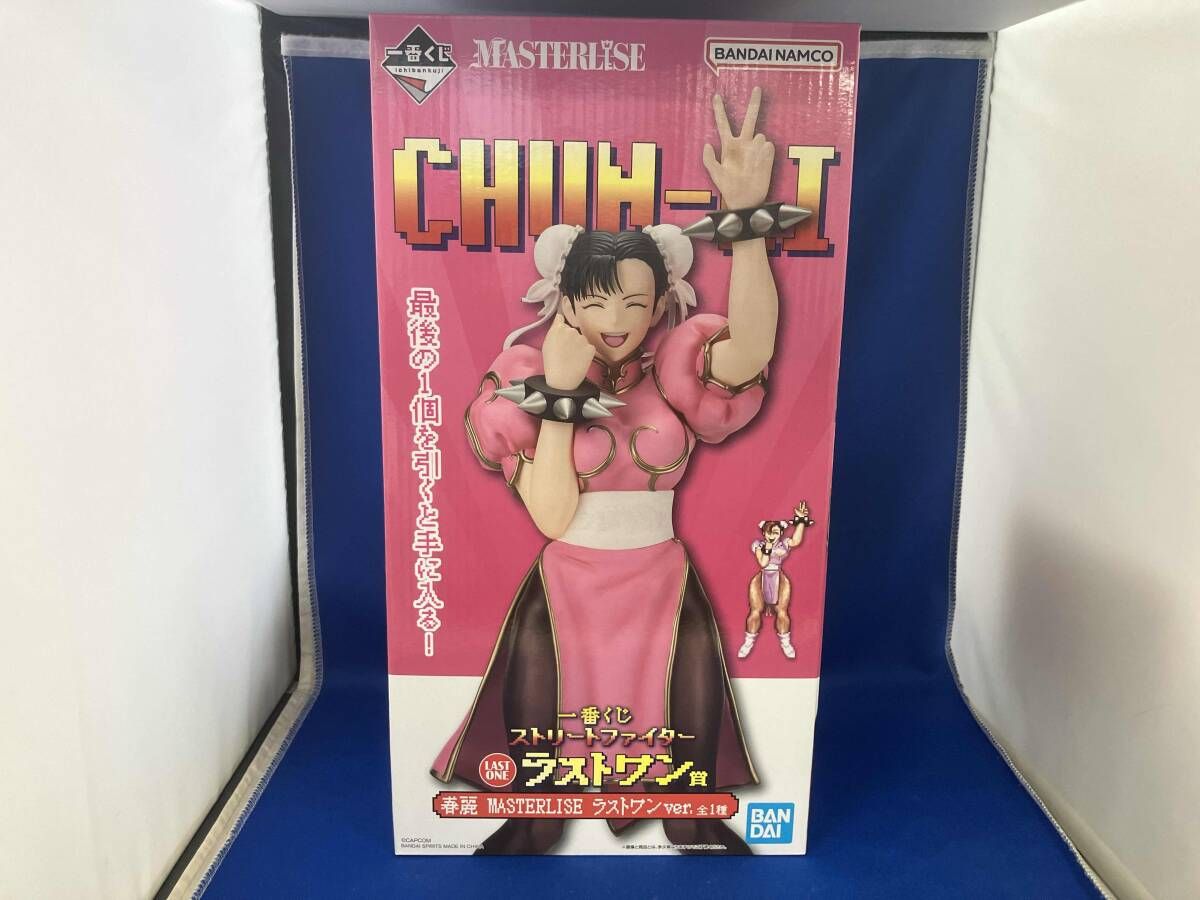 一番くじ
ichibankuji
MASTERLISE
BANDAI NAMCO
CHUN-LI
最後の1個を引くと手に入る!
一番くじ
ストリートファイター
LAST
ONE
ラストワン賞
春麗 MASTERLISE ラストワンver. 全1種
©CAPCOM
BANDAI SPIRITS MADE IN CHINA
BAN
DAI